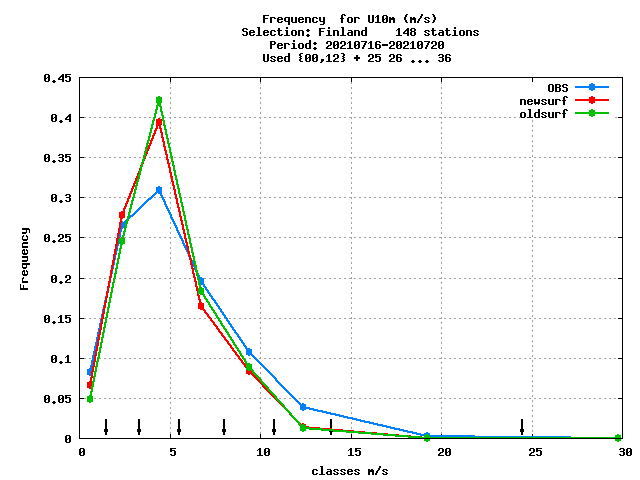 Frequency  for U10m (m/s)
Selection: Finland    148 stations
Period: 20210716-20210720
Used {00,12} + 25 26 ... 36
0.45
0.4
0.35
0.3
0.25
0.2
0.15
0.1
0.05
0
Frequency
OBS
newsurf
oldsurf
0 5 10 15 20 25 30
classes m/s